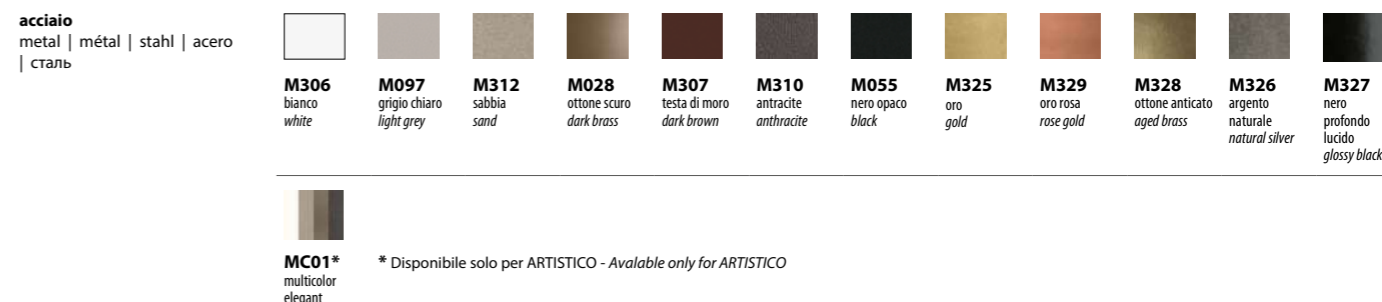 acciaio
metal | métal | stahl | acero
| сталь
M306
bianco
white
M097
grigio chiaro
light grey
M312
sabbia
sand
M028
ottone scuro
dark brass
M307
testa di moro
dark brown
M310
antracite
anthracite
M055
nero opaco
black
M325
oro
gold
M329
oro rosa
rose gold
M328
ottone anticato
aged brass
M326
argento
naturale
natural silver
M327
nero
profondo
lucido
glossy black
MC01*
multicolor
elegant
* Disponibile solo per ARTISTICO - Avalable only for ARTISTICO